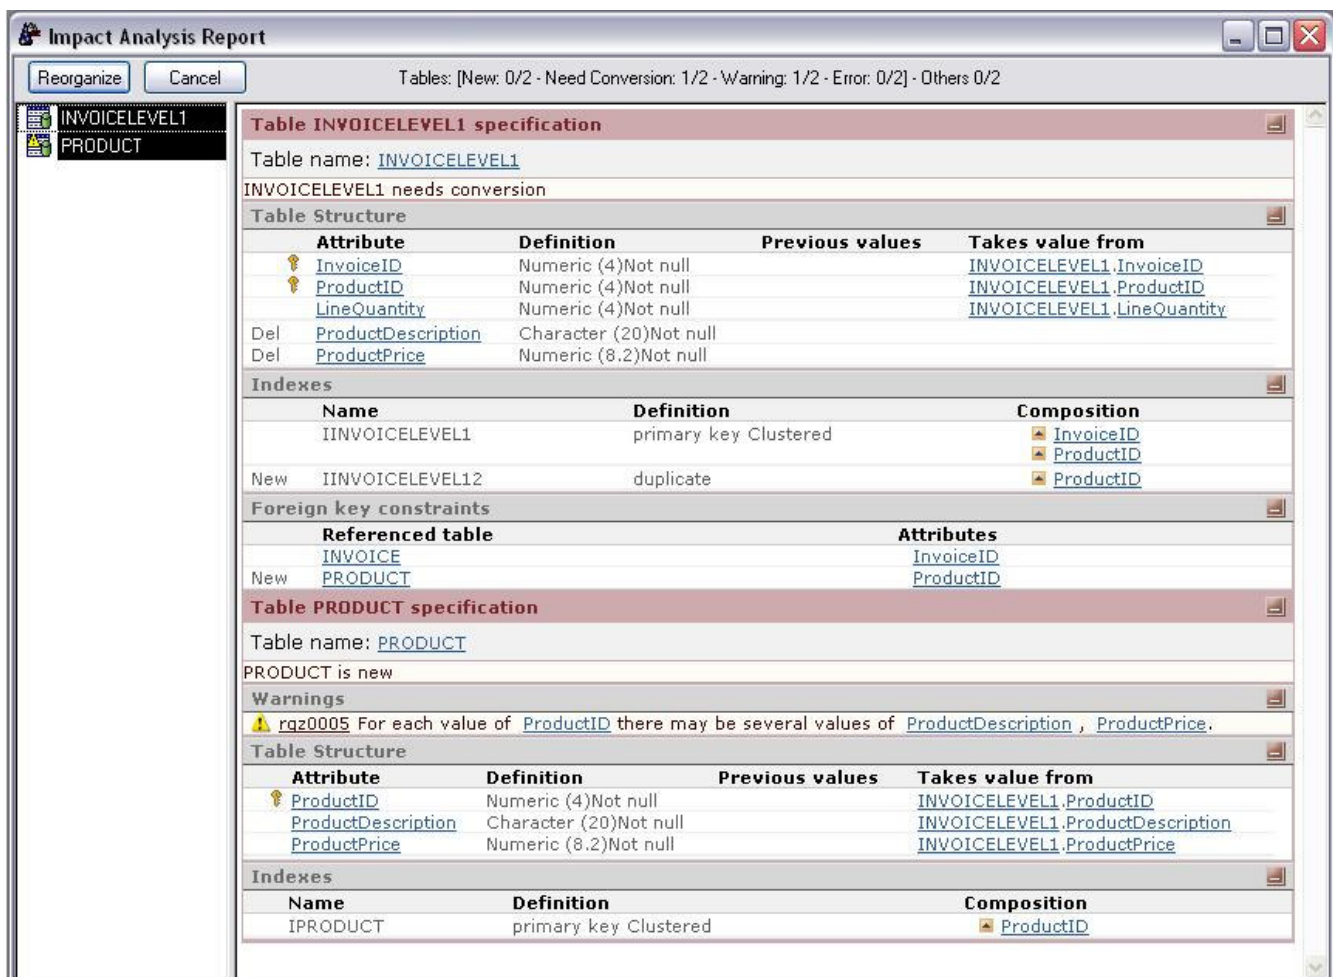 Impact Analysis Report
Reorganize Cancel Tables: [New: 0/2 - Need Conversion: 1/2 - Warning: 1/2 - Error: 0/2] - Others 0/2
INVOICELEVEL1
PRODUCT
Table INVOICELEVEL1 specification
Table name: INVOICELEVEL1
INVOICELEVEL1 needs conversion
Table Structure
Attribute Definition Previous values Takes value from
InvoiceID Numeric (4)Not null INVOICELEVEL1.InvoiceID
ProductID Numeric (4)Not null INVOICELEVEL1.ProductID
LineQuantity Numeric (4)Not null INVOICELEVEL1.LineQuantity
Del ProductDescription Character (20)Not null
Del ProductPrice Numeric (8.2)Not null
Indexes
Name Definition Composition
IINVOICELEVEL1 primary key Clustered InvoiceID
ProductID
New IINVOICELEVEL12 duplicate ProductID
Foreign key constraints
Referenced table Attributes
INVOICE InvoiceID
New PRODUCT ProductID
Table PRODUCT specification
Table name: PRODUCT
PRODUCT is new
Warnings
rgz0005 For each value of ProductID there may be several values of ProductDescription , ProductPrice.
Table Structure
Attribute Definition Previous values Takes value from
ProductID Numeric (4)Not null INVOICELEVEL1.ProductID
ProductDescription Character (20)Not null INVOICELEVEL1.ProductDescription
ProductPrice Numeric (8.2)Not null INVOICELEVEL1.ProductPrice
Indexes
Name Definition Composition
IPRODUCT primary key Clustered ProductID